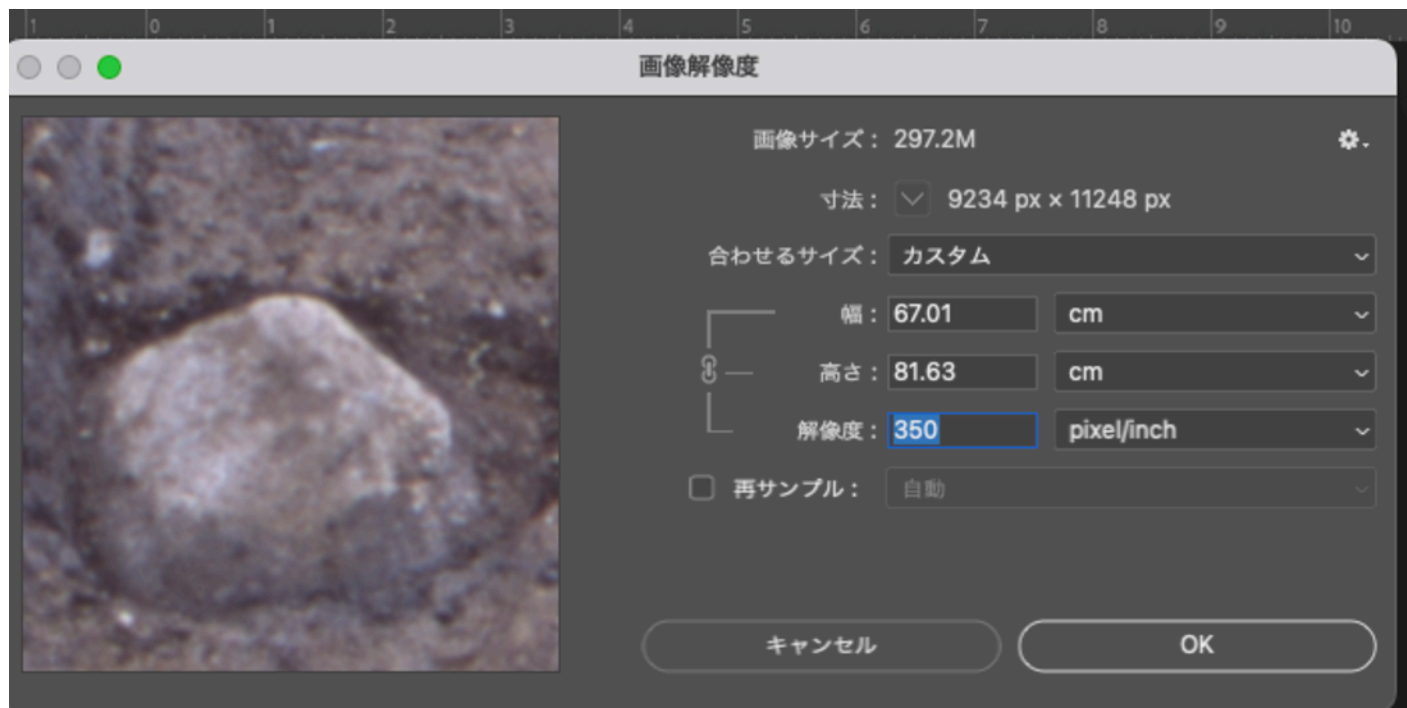 1 0 1 2 3 4 5 6 7 8 9 10
画像解像度
画像サイズ : 297.2M
寸法 : 9234 px × 11248 px
合わせるサイズ : カスタム
幅 : 67.01 cm
高さ : 81.63 cm
解像度 : 350 pixel/inch
再サンプル : 自動
キャンセル OK